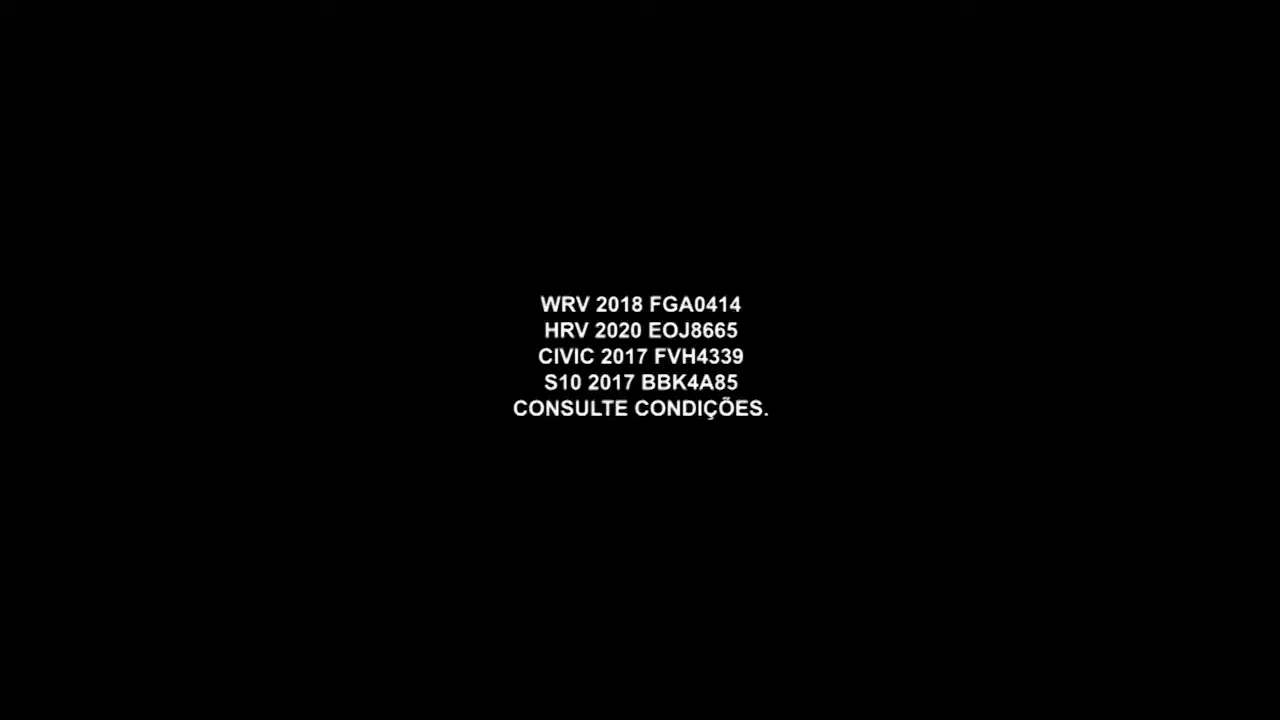 WRV 2018 FGA0414
HRV 2020 EOJ8665
CIVIC 2017 FVH4339
S10 2017 BBK4A85
CONSULTE CONDIÇÕES.